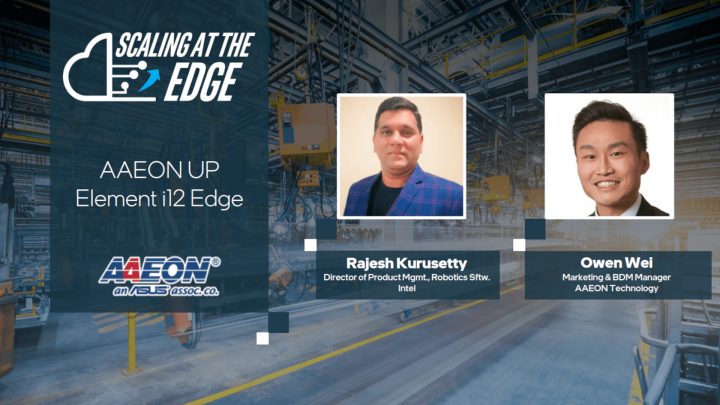 SCALING AT THE
EDGE
AAEON UP
Element i12 Edge
AAEON®
an ASUS assoc. co.
Rajesh Kurusetty
Director of Product Mgmt., Robotics Sftw.
Intel
Owen Wei
Marketing & BDM Manager
AAEON Technology